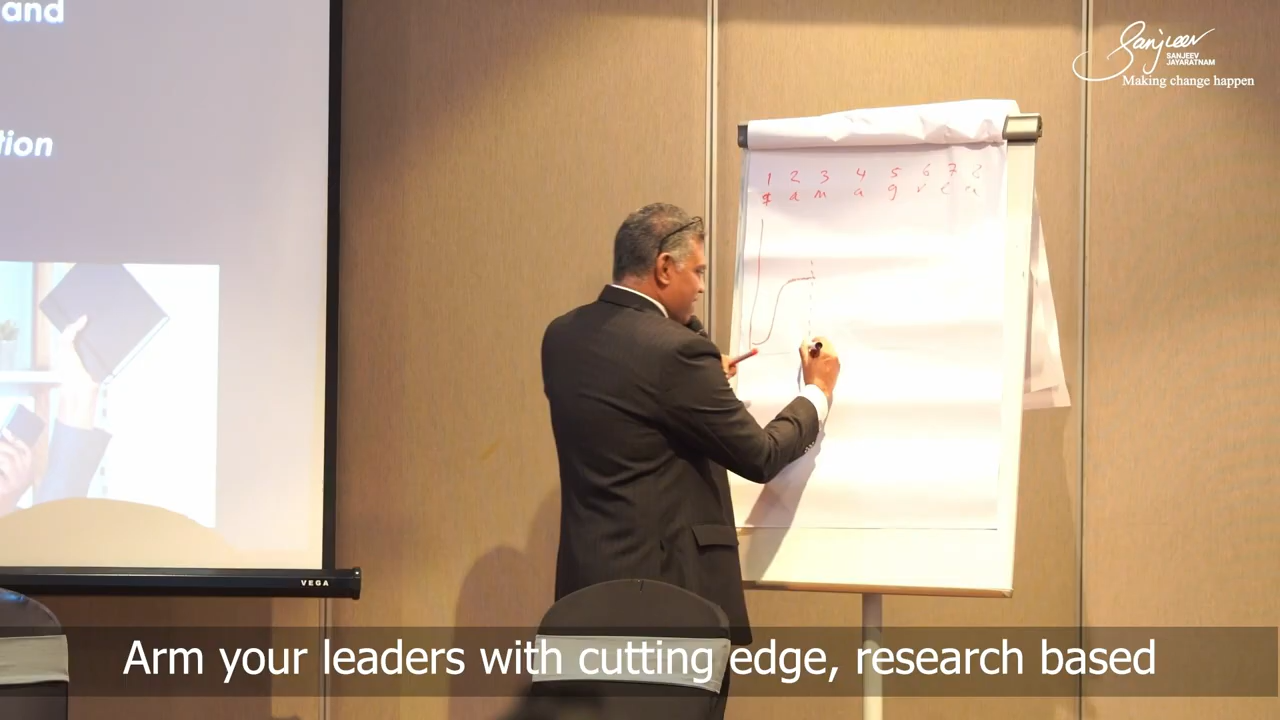 and
tion
Sanjeev
SANJEEV
JAYARATNAM
Making change happen
1 2 3 4 5 6 7 8
VEGA
Arm your leaders with cutting edge, research based